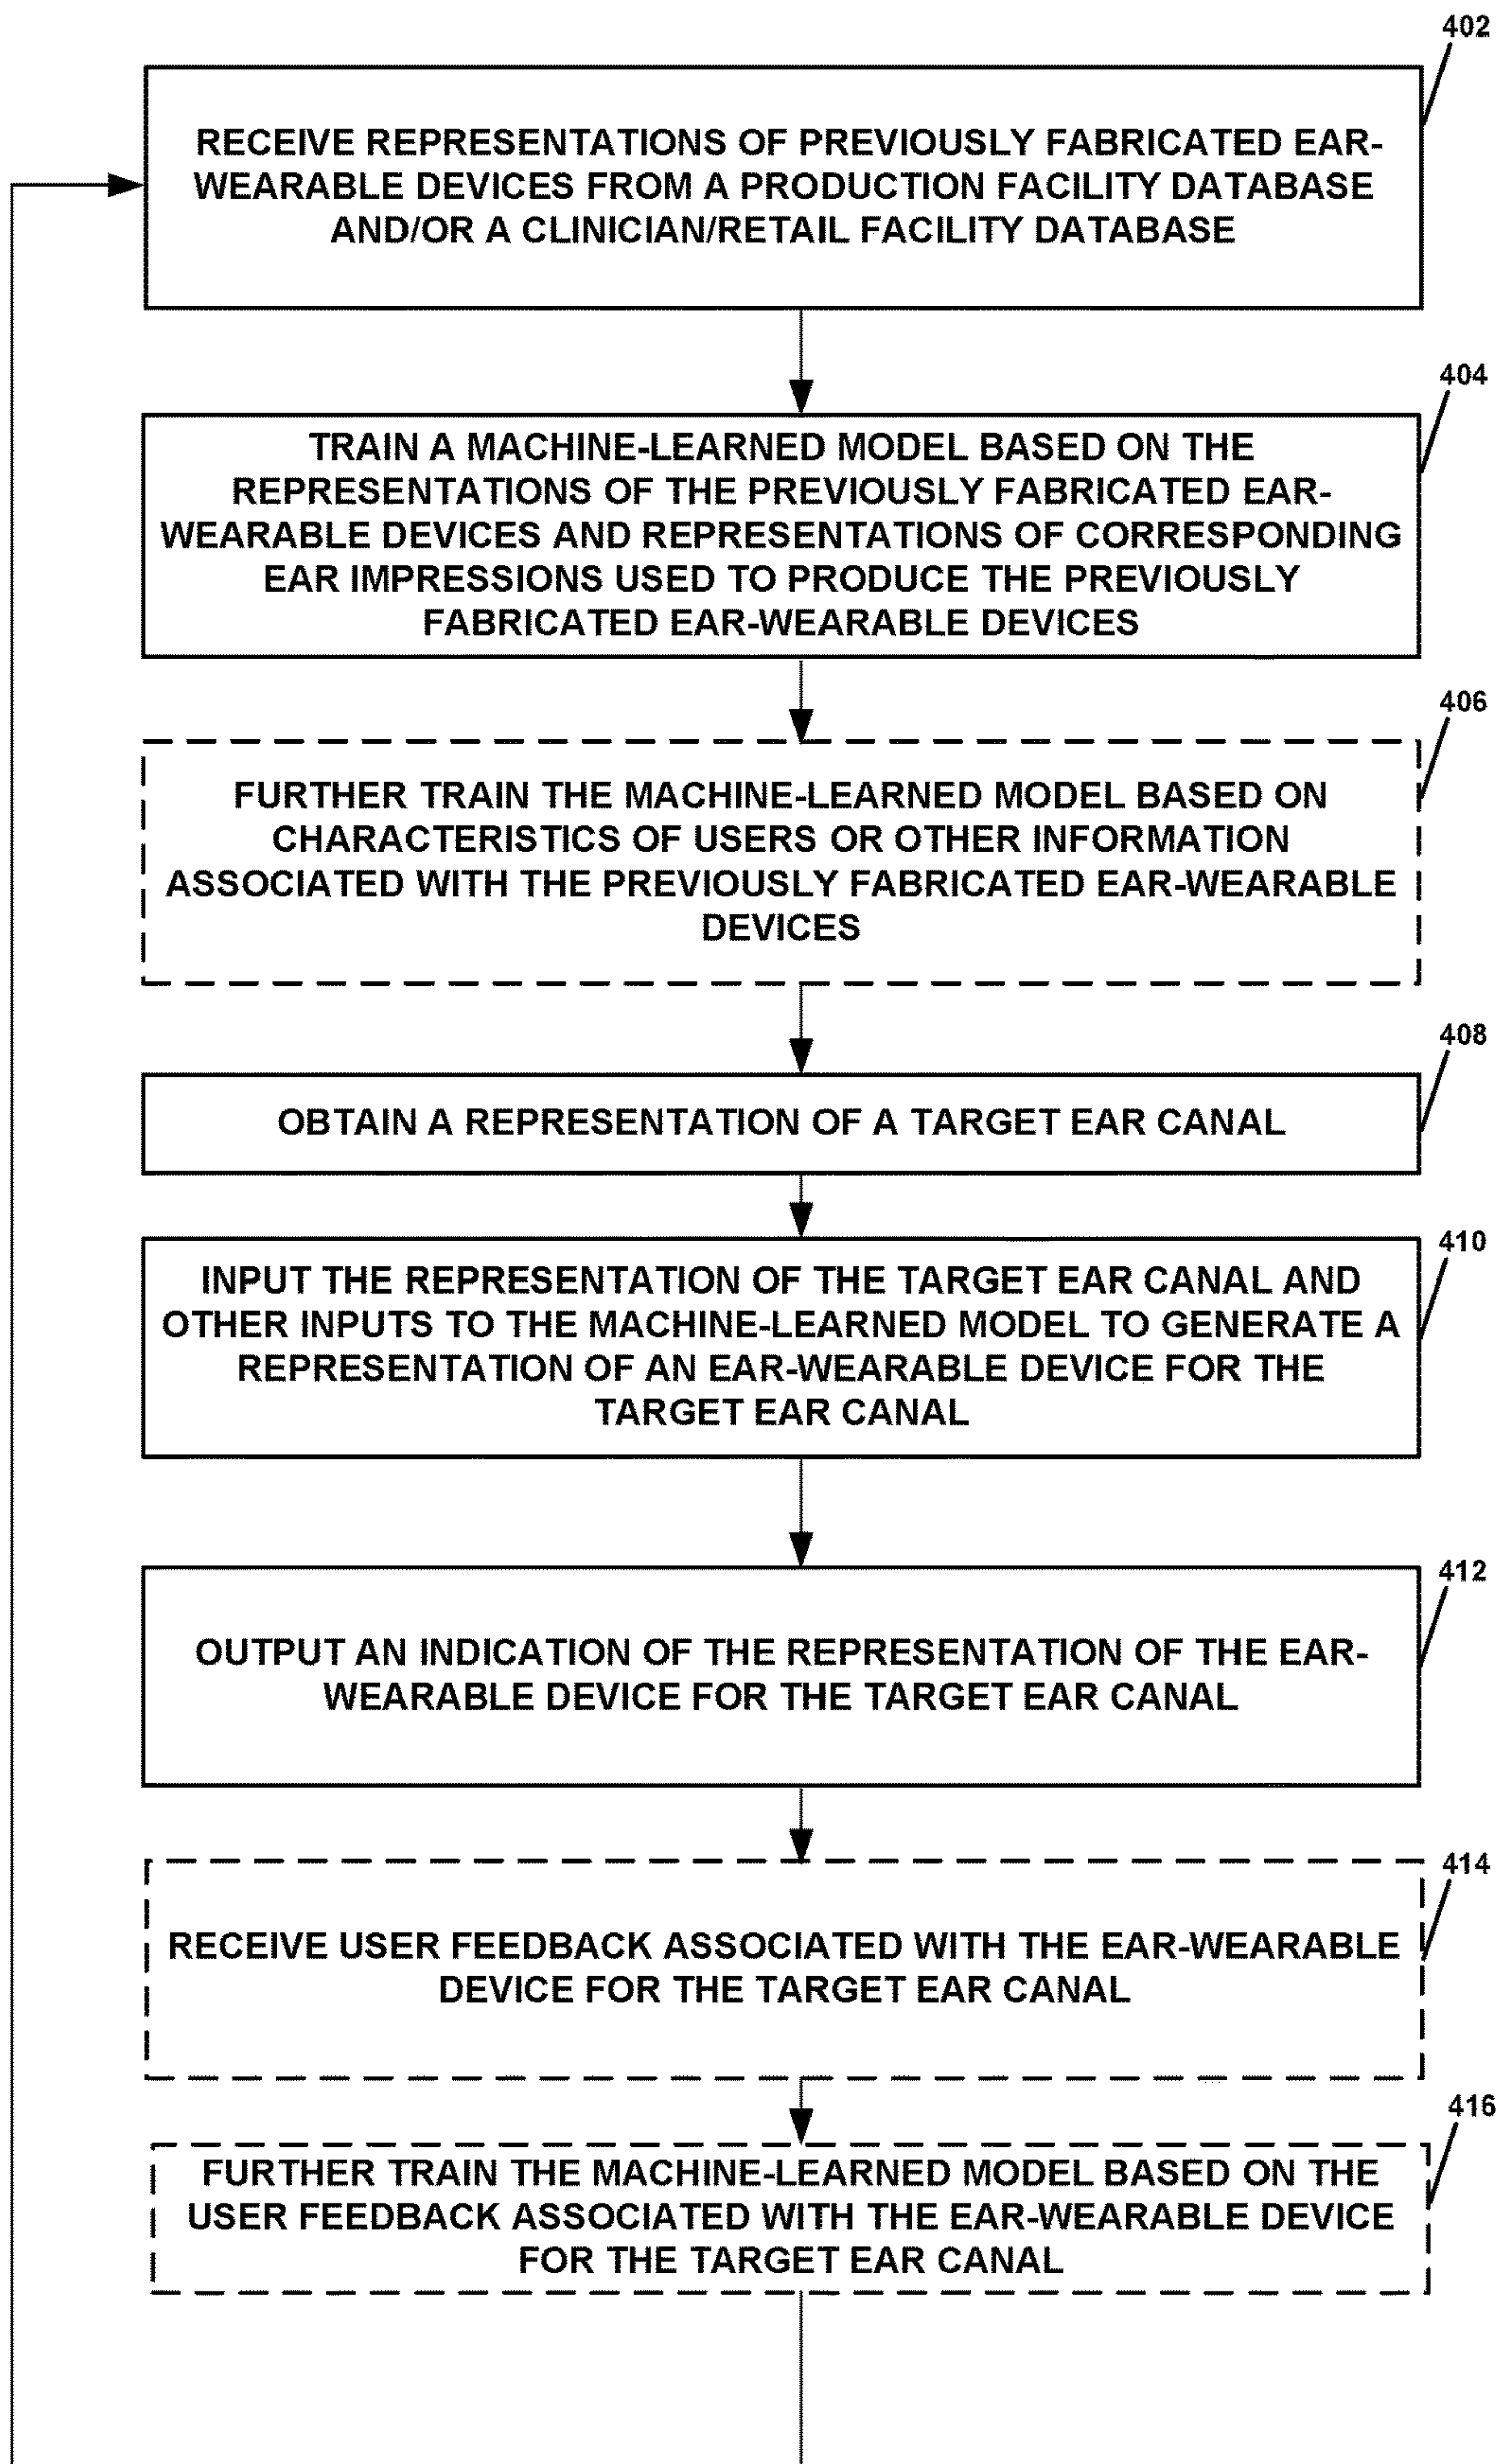 402
RECEIVE REPRESENTATIONS OF PREVIOUSLY FABRICATED EAR-
WEARABLE DEVICES FROM A PRODUCTION FACILITY DATABASE
AND/OR A CLINICIAN/RETAIL FACILITY DATABASE
404
TRAIN A MACHINE-LEARNED MODEL BASED ON THE
REPRESENTATIONS OF THE PREVIOUSLY FABRICATED EAR-
WEARABLE DEVICES AND REPRESENTATIONS OF CORRESPONDING
EAR IMPRESSIONS USED TO PRODUCE THE PREVIOUSLY
FABRICATED EAR-WEARABLE DEVICES
406
FURTHER TRAIN THE MACHINE-LEARNED MODEL BASED ON
CHARACTERISTICS OF USERS OR OTHER INFORMATION
ASSOCIATED WITH THE PREVIOUSLY FABRICATED EAR-WEARABLE
DEVICES
408
OBTAIN A REPRESENTATION OF A TARGET EAR CANAL
410
INPUT THE REPRESENTATION OF THE TARGET EAR CANAL AND
OTHER INPUTS TO THE MACHINE-LEARNED MODEL TO GENERATE A
REPRESENTATION OF AN EAR-WEARABLE DEVICE FOR THE
TARGET EAR CANAL
412
OUTPUT AN INDICATION OF THE REPRESENTATION OF THE EAR-
WEARABLE DEVICE FOR THE TARGET EAR CANAL
414
RECEIVE USER FEEDBACK ASSOCIATED WITH THE EAR-WEARABLE
DEVICE FOR THE TARGET EAR CANAL
416
FURTHER TRAIN THE MACHINE-LEARNED MODEL BASED ON THE
USER FEEDBACK ASSOCIATED WITH THE EAR-WEARABLE DEVICE
FOR THE TARGET EAR CANAL